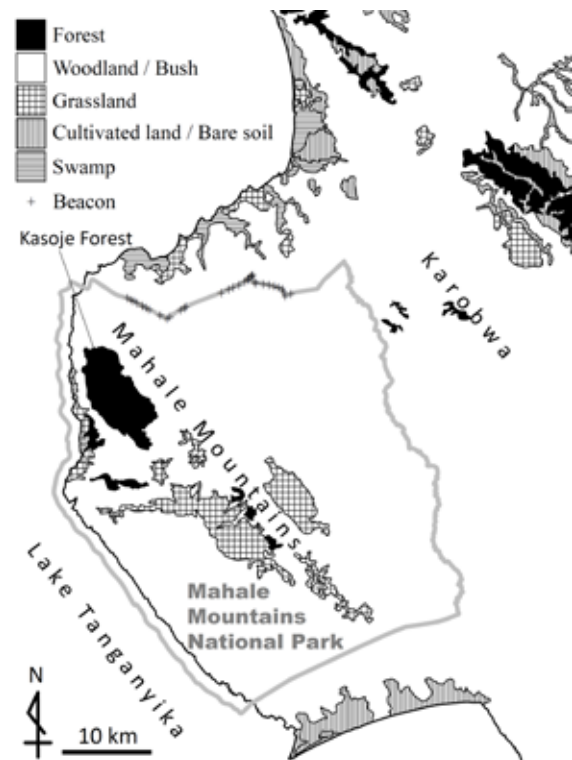 Forest
Woodland / Bush
Grassland
Cultivated land / Bare soil
Swamp
Beacon
Kasoje Forest
Karobwa
Mahale Mountains
Mahale
Mountains
National Park
Lake Tanganyika
N
10 km